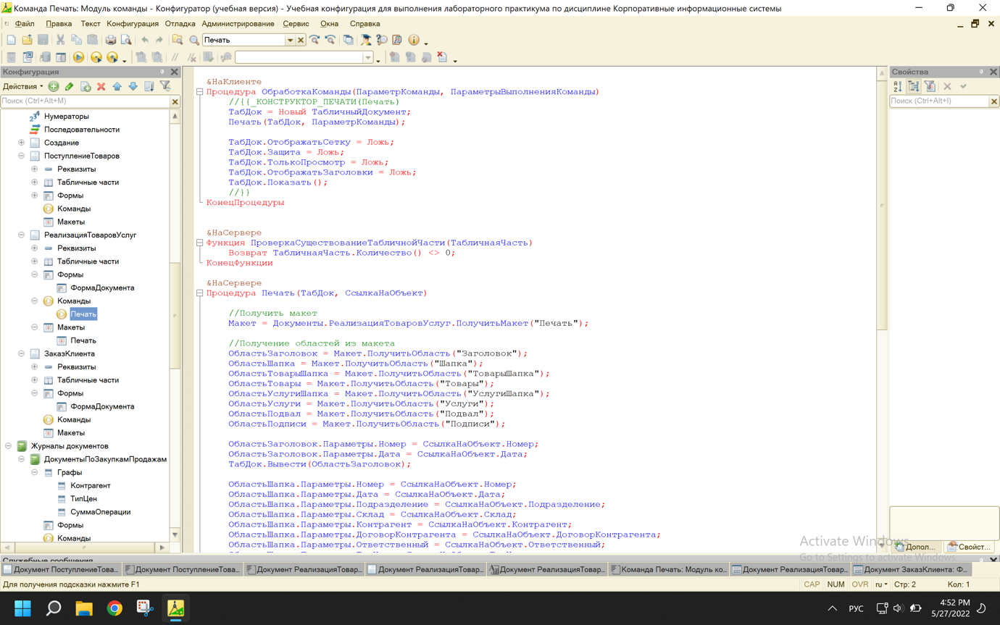 Команда Печать: Модуль команды - Конфигуратор (учебная версия) - Учебная конфигурация для выполнения лабораторного практикума по дисциплине Корпоративные информационные системы
Файл Правка Текст Конфигурация Отладка Администрирование Сервис Окна Справка
Печать
Конфигурация
Действия
Поиск (Ctrl+Alt+M)
Нумераторы
Последовательности
Создание
ПоступлениеТоваров
Реквизиты
Табличные части
Формы
Команды
Макеты
РеализацияТоваровУслуг
Реквизиты
Табличные части
Формы
ФормаДокумента
Команды
Печать
Макеты
Печать
ЗаказКлиента
Реквизиты
Табличные части
Формы
ФормаДокумента
Команды
Макеты
Журналы документов
ДокументыПоЗакупкамПродажам
Графы
Контрагент
ТипЦен
СуммаОперации
Формы
Команды
&НаКлиенте
Процедура ОбработкаКоманды(ПараметрКоманды, ПараметрыВыполненияКоманды)
//{{_КОНСТРУКТОР_ПЕЧАТИ(Печать)
ТабДок = Новый ТабличныйДокумент;
Печать(ТабДок, ПараметрКоманды);
ТабДок.ОтображатьСетку = Ложь;
ТабДок.Защита = Ложь;
ТабДок.ТолькоПросмотр = Ложь;
ТабДок.ОтображатьЗаголовки = Ложь;
ТабДок.Показать();
//}}
КонецПроцедуры
&НаСервере
Функция ПроверкаСуществованиеТабличнойЧасти(ТабличнаяЧасть)
Возврат ТабличнаяЧасть.Количество() <> 0;
КонецФункции
&НаСервере
Процедура Печать(ТабДок, СсылкаНаОбъект)
//Получить макет
Макет = Документы.РеализацияТоваровУслуг.ПолучитьМакет("Печать");
//Получение областей из макета
ОбластьЗаголовок = Макет.ПолучитьОбласть("Заголовок");
ОбластьШапка = Макет.ПолучитьОбласть("Шапка");
ОбластьТоварыШапка = Макет.ПолучитьОбласть("ТоварыШапка");
ОбластьТовары = Макет.ПолучитьОбласть("Товары");
ОбластьУслугиШапка = Макет.ПолучитьОбласть("УслугиШапка");
ОбластьУслуги = Макет.ПолучитьОбласть("Услуги");
ОбластьПодвал = Макет.ПолучитьОбласть("Подвал");
ОбластьПодписи = Макет.ПолучитьОбласть("Подписи");
ОбластьЗаголовок.Параметры.Номер = СсылкаНаОбъект.Номер;
ОбластьЗаголовок.Параметры.Дата = СсылкаНаОбъект.Дата;
ТабДок.Вывести(ОбластьЗаголовок);
ОбластьШапка.Параметры.Номер = СсылкаНаОбъект.Номер;
ОбластьШапка.Параметры.Дата = СсылкаНаОбъект.Дата;
ОбластьШапка.Параметры.Подразделение = СсылкаНаОбъект.Подразделение;
ОбластьШапка.Параметры.Склад = СсылкаНаОбъект.Склад;
ОбластьШапка.Параметры.Контрагент = СсылкаНаОбъект.Контрагент;
ОбластьШапка.Параметры.ДоговорКонтрагента = СсылкаНаОбъект.ДоговорКонтрагента;
ОбластьШапка.Параметры.Ответственный = СсылкаНаОбъект.Ответственный;
Свойства
Поиск (Ctrl+Alt+I)
Activate Windows
Go to Settings to activate Windows.
Допол... Свойст...
Служебные сообщения
Документ ПоступлениеТова... Документ ПоступлениеТова... Документ РеализацияТовар... Документ РеализацияТовар... Документ РеализацияТовар... Команда Печать: Модуль ко... Документ РеализацияТовар... Документ ЗаказКлиента: Ф...
Для получения подсказки нажмите F1
CAP NUM OVR ru Стр: 2 Кол: 1
РУС
4:52 PM
5/27/2022